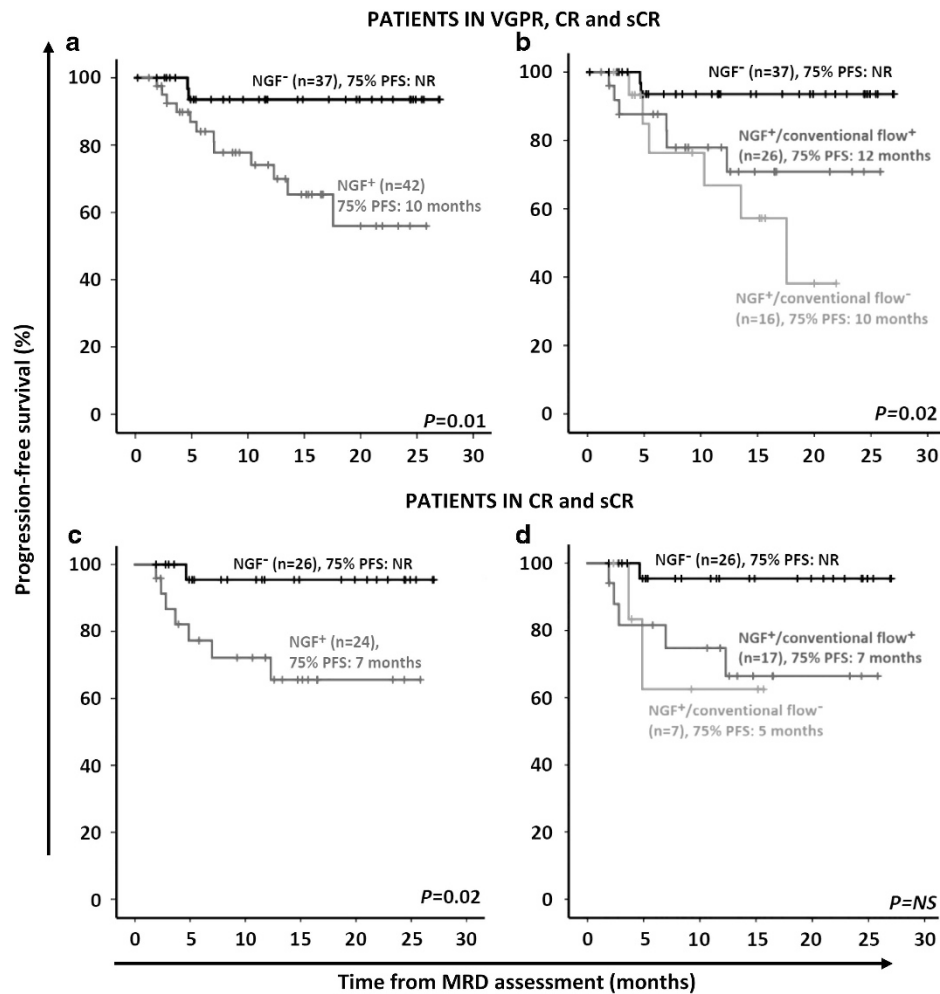 PATIENTS IN VGPR, CR and sCR
Progression-free survival (%)
a
100
80
60
40
20
0
NGF⁻ (n=37), 75% PFS: NR
NGF⁺ (n=42)
75% PFS: 10 months
P=0.01
0 5 10 15 20 25 30
b
100
80
60
40
20
0
NGF⁻ (n=37), 75% PFS: NR
NGF⁺/conventional flow⁺
(n=26), 75% PFS: 12 months
NGF⁺/conventional flow⁻
(n=16), 75% PFS: 10 months
P=0.02
0 5 10 15 20 25 30
PATIENTS IN CR and sCR
c
100
80
60
40
20
0
NGF⁻ (n=26), 75% PFS: NR
NGF⁺ (n=24),
75% PFS: 7 months
P=0.02
0 5 10 15 20 25 30
d
100
80
60
40
20
0
NGF⁻ (n=26), 75% PFS: NR
NGF⁺/conventional flow⁺
(n=17), 75% PFS: 7 months
NGF⁺/conventional flow⁻
(n=7), 75% PFS: 5 months
P=NS
0 5 10 15 20 25 30
Time from MRD assessment (months)